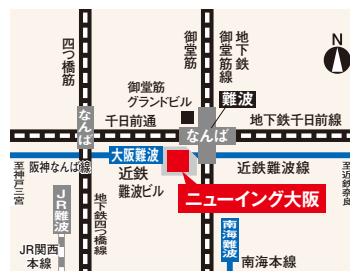 四つ橋筋
御堂筋
地下鉄
御堂筋線
N
御堂筋
グランドビル
難波
なんば
千日前通
なんば
地下鉄千日前線
大阪難波
至神戸三宮
阪神なんば線
近鉄
難波ビル
近鉄難波線
至近鉄奈良
ニューイング大阪
JR難波
地下鉄四つ橋線
南海難波
JR関西
本線
南海本線